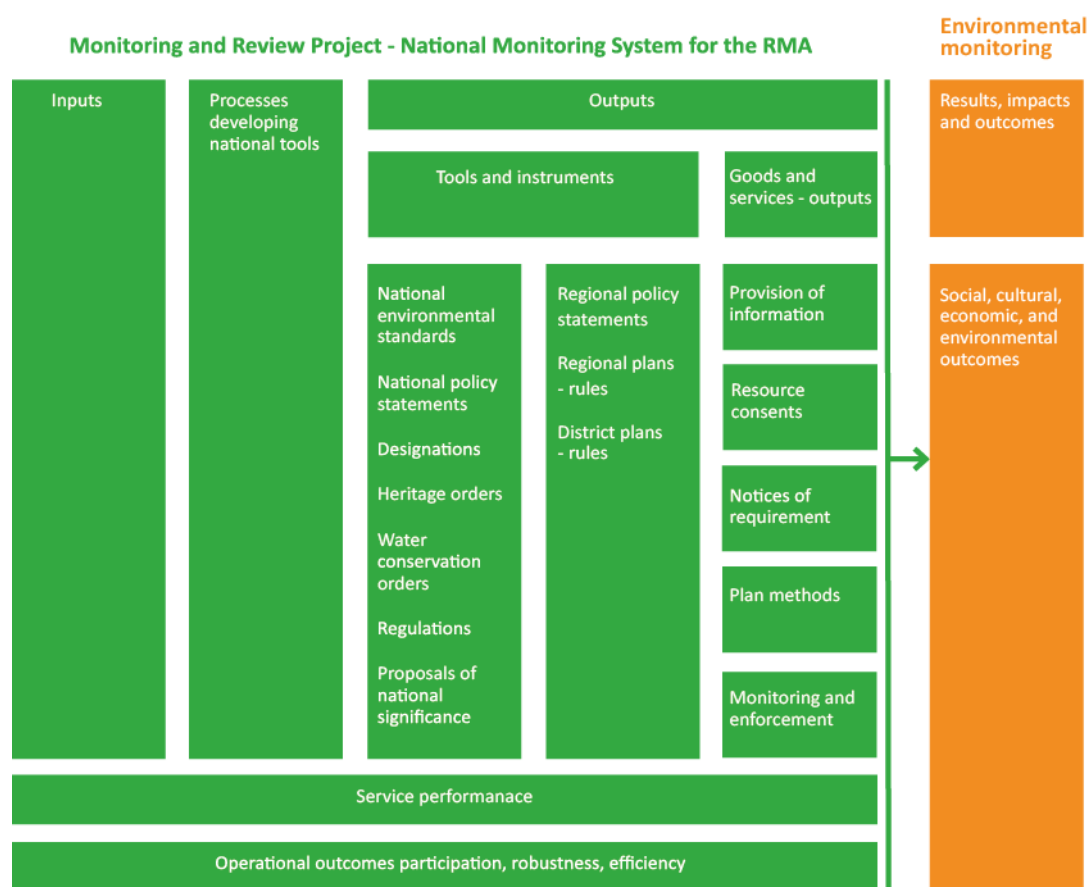 Monitoring and Review Project - National Monitoring System for the RMA
Environmental
monitoring
Inputs
Processes
developing
national tools
Outputs
Results, impacts
and outcomes
Tools and instruments
Goods and
services - outputs
National
environmental
standards
National policy
statements
Designations
Heritage orders
Water
conservation
orders
Regulations
Proposals of
national
significance
Regional policy
statements
Regional plans
- rules
District plans
- rules
Provision of
information
Resource
consents
Notices of
requirement
Plan methods
Monitoring and
enforcement
Social, cultural,
economic, and
environmental
outcomes
Service performanace
Operational outcomes participation, robustness, efficiency